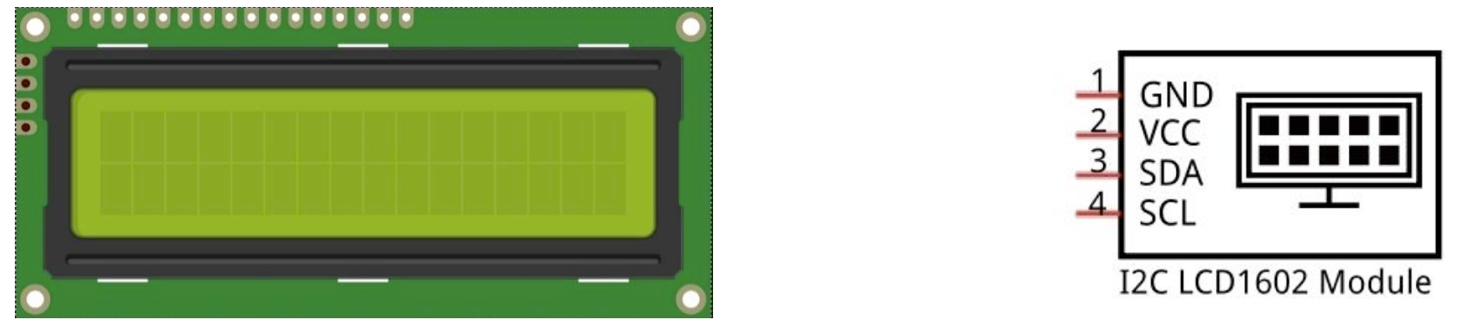 1 GND
2 VCC
3 SDA
4 SCL
I2C LCD1602 Module